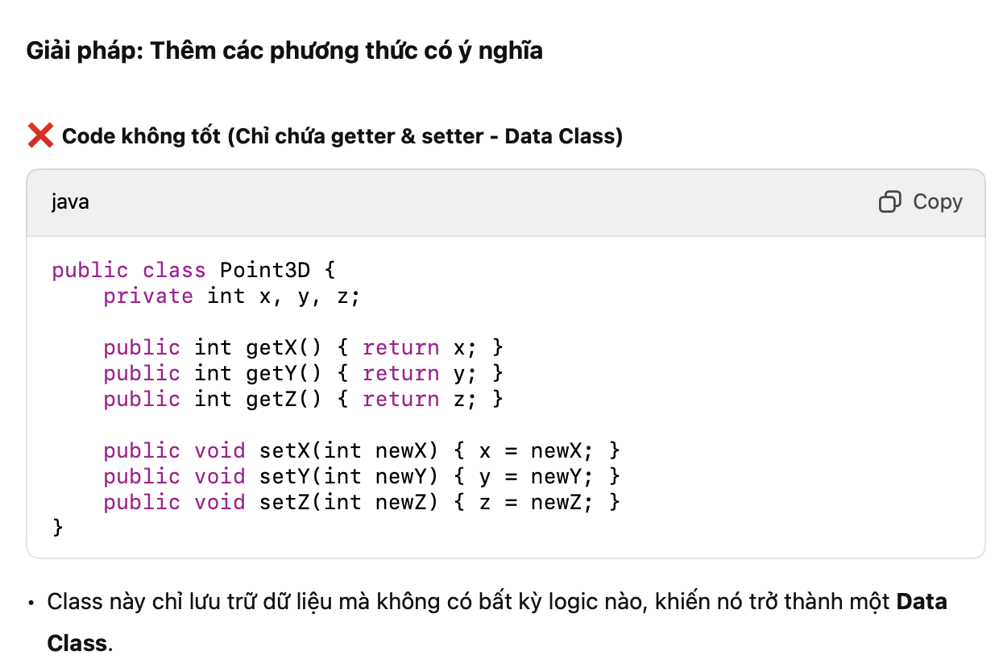 Giải pháp: Thêm các phương thức có ý nghĩa
❌ Code không tốt (Chỉ chứa getter & setter - Data Class)
java
Copy
public class Point3D {
    private int x, y, z;
    public int getX() { return x; }
    public int getY() { return y; }
    public int getZ() { return z; }
    public void setX(int newX) { x = newX; }
    public void setY(int newY) { y = newY; }
    public void setZ(int newZ) { z = newZ; }
}
• Class này chỉ lưu trữ dữ liệu mà không có bất kỳ logic nào, khiến nó trở thành một Data
Class.